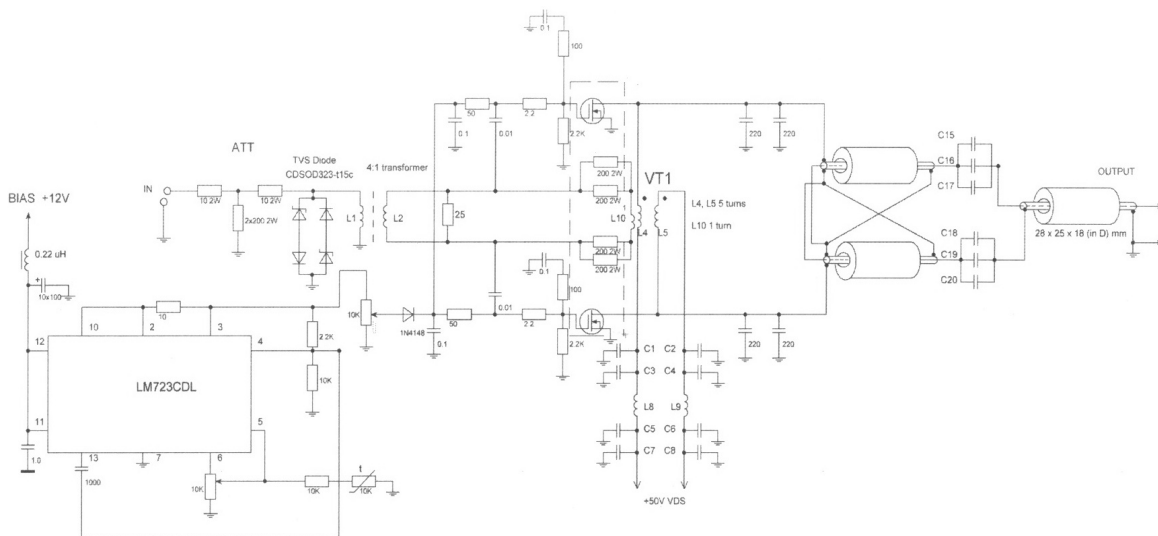 0.1
100
50
2.2
0.1
0.01
2.2K
220
220
ATT
TVS Diode
CDSOD323-t15c
4:1 transformer
200 2W
200 2W
VT1
C15
C16
C17
OUTPUT
28 x 25 x 18 (in D) mm
IN
10 2W
10 2W
2x200 2W
L1
L2
25
L10
L4
L5
L4, L5 5 turns
L10 1 turn
200 2W
200 2W
C18
C19
C20
BIAS +12V
0.22 uH
+
10x100
0.1
100
0.01
10
10K
1N4148
50
2.2
0.1
2.2K
220
220
10
2
3
2.2K
12
4
LM723CDL
10K
11
5
1.0
13
7
6
1000
10K
10K
t
10K
C1
C2
C3
C4
L8
L9
C5
C6
C7
C8
+50V VDS